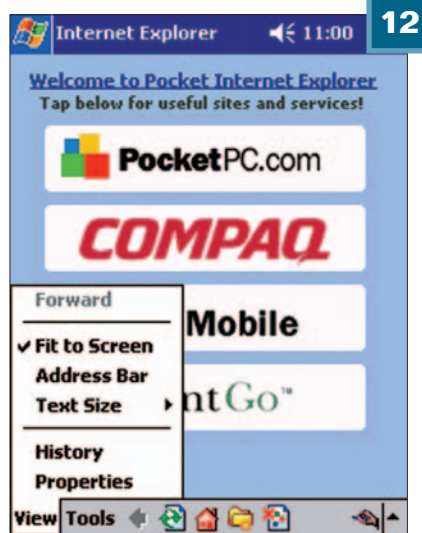 12
Internet Explorer 11:00
Welcome to Pocket Internet Explorer
Tap below for useful sites and services!
PocketPC.com
COMPAQ
Mobile
ntGo™
Forward
Fit to Screen
Address Bar
Text Size
History
Properties
View Tools